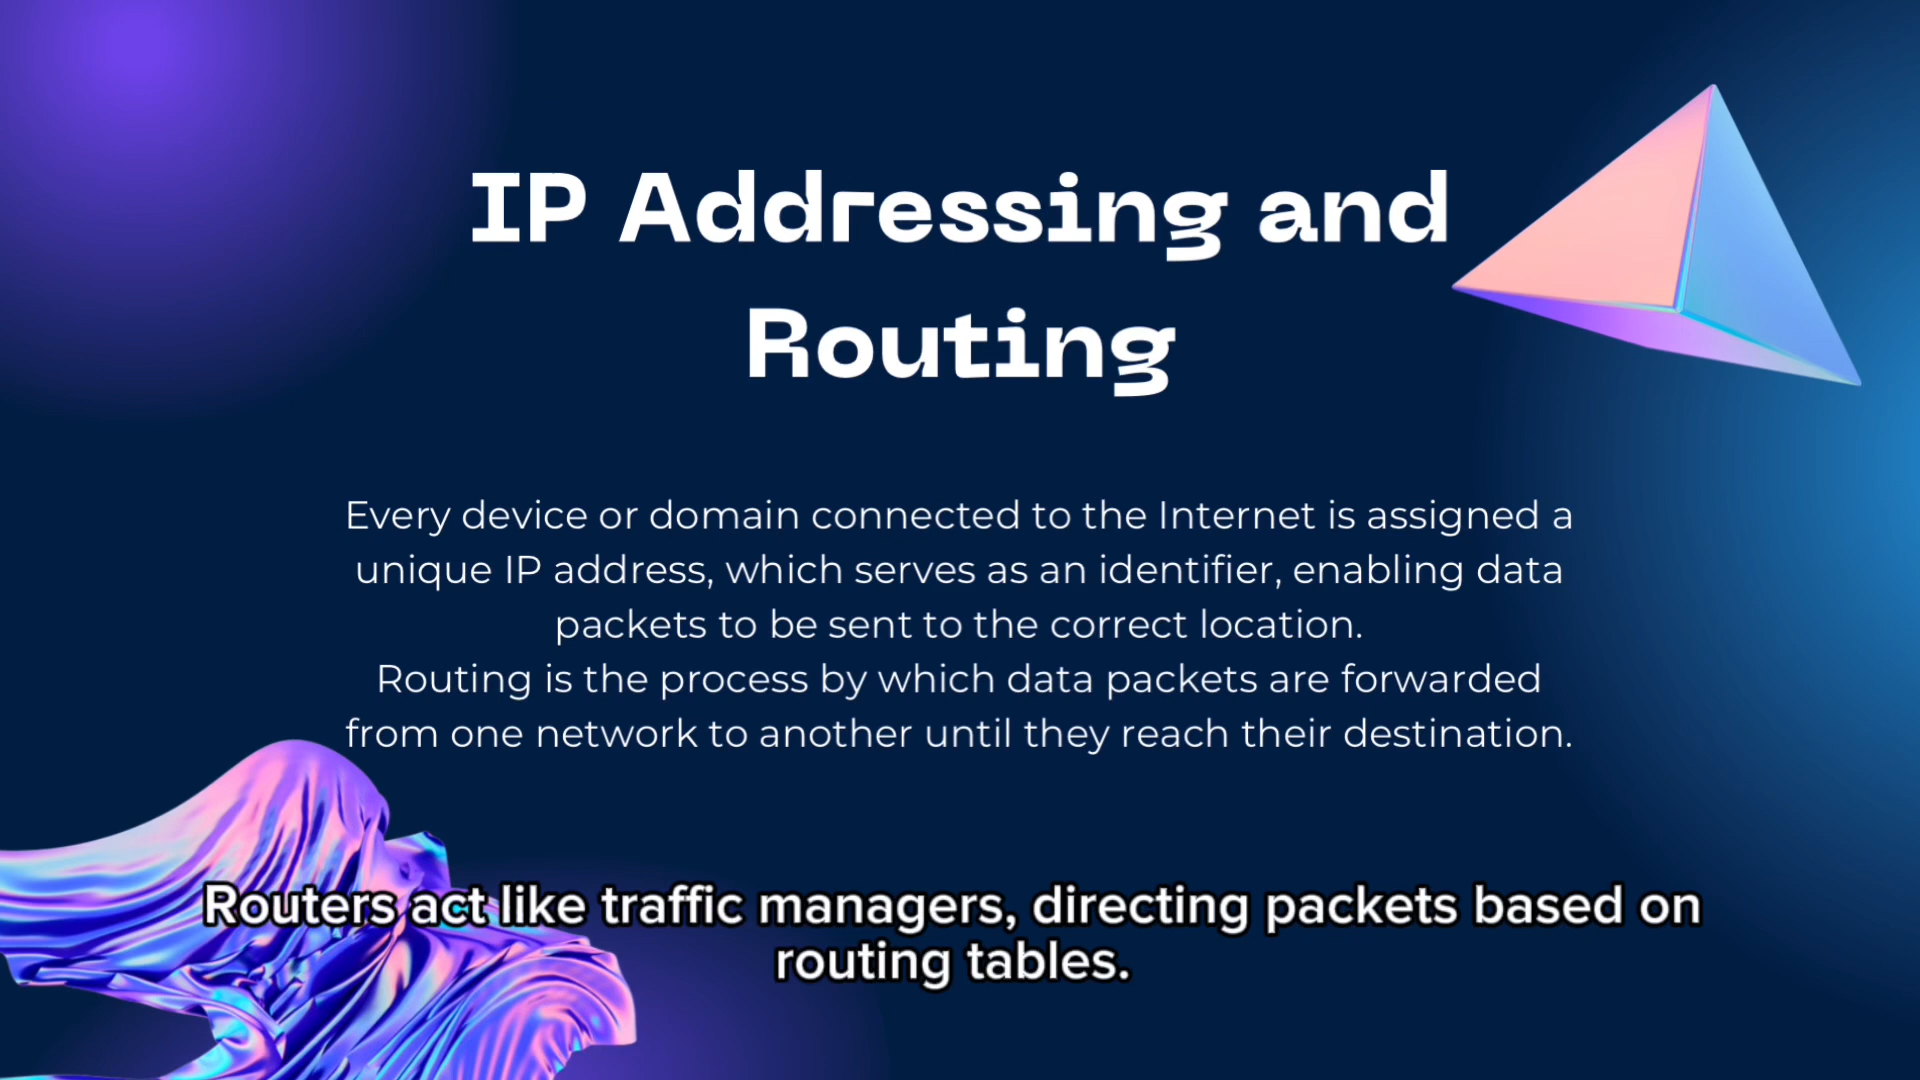 IP Addressing and
Routing
Every device or domain connected to the Internet is assigned a
unique IP address, which serves as an identifier, enabling data
packets to be sent to the correct location.
Routing is the process by which data packets are forwarded
from one network to another until they reach their destination.
Routers act like traffic managers, directing packets based on
routing tables.